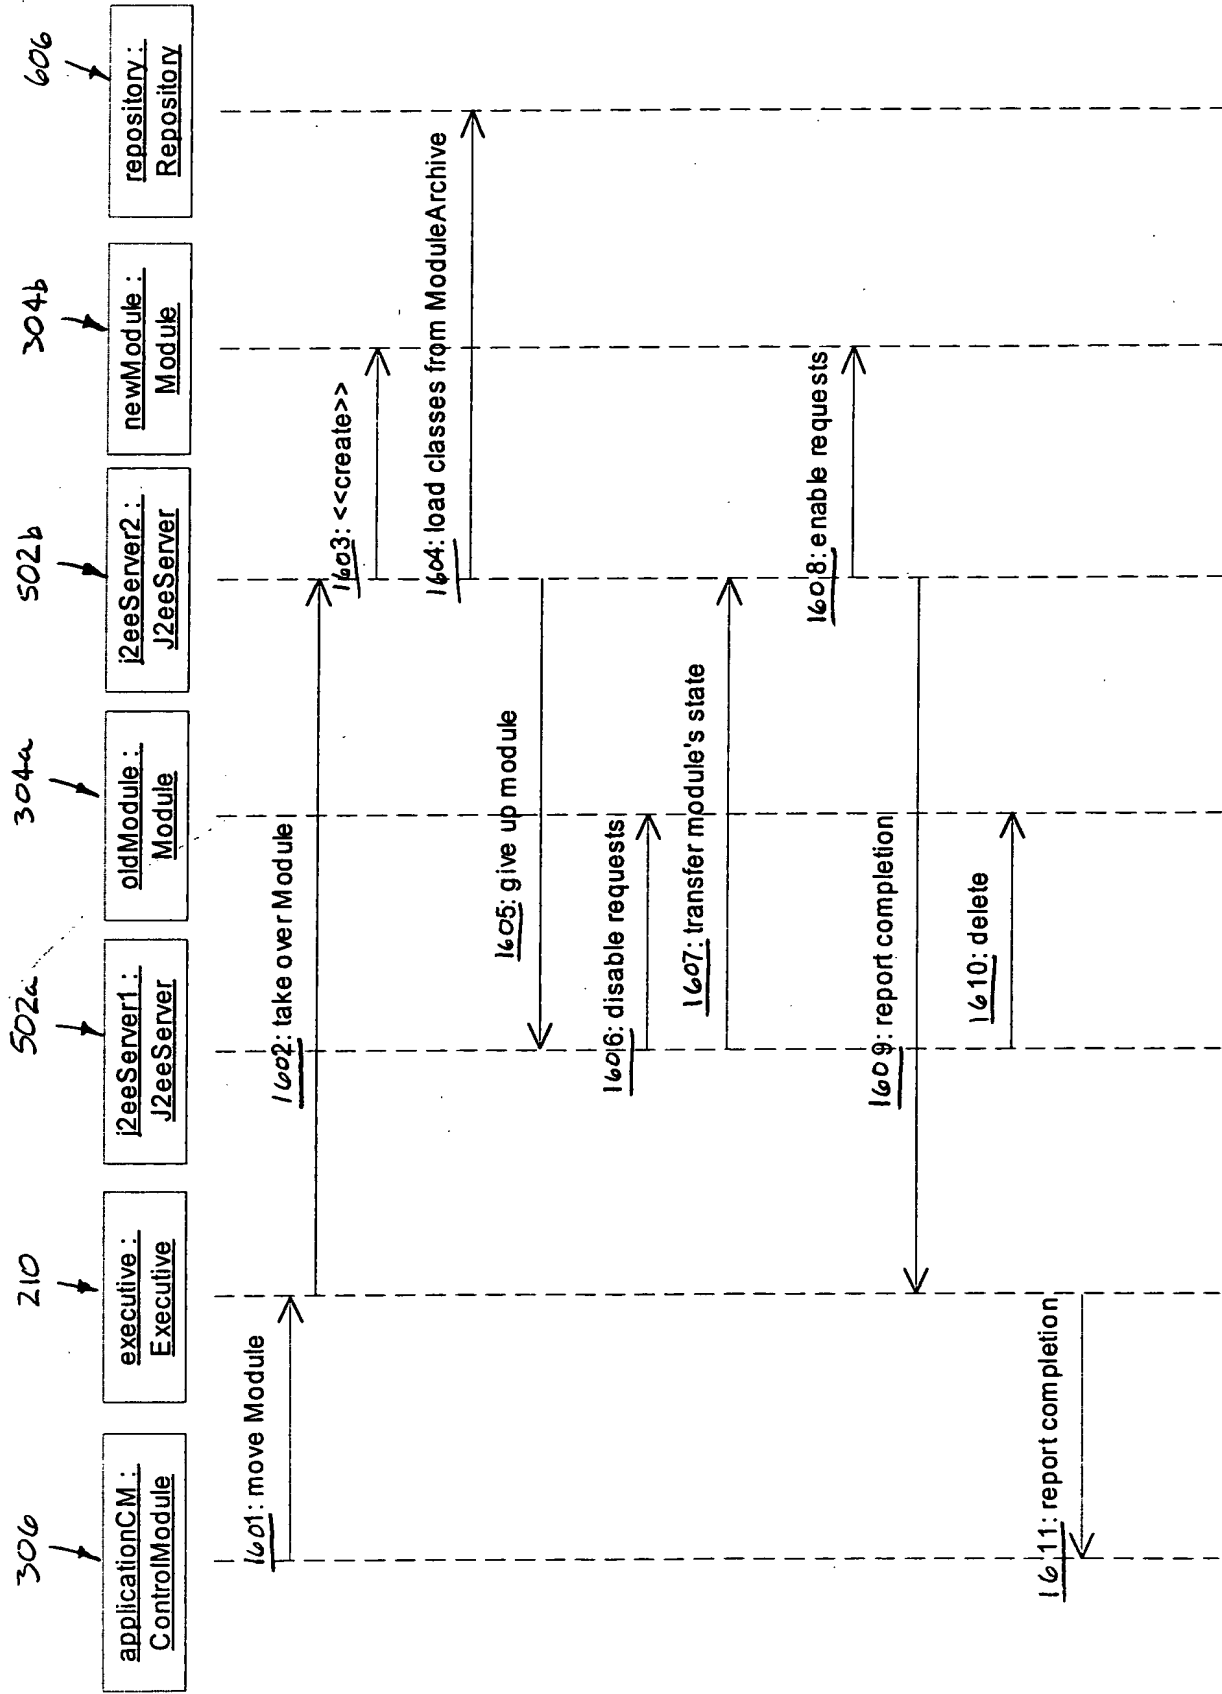 306
210
502a
304a
502b
304b
606
applicationCM :
ControlModule
executive :
Executive
j2eeServer1 :
J2eeServer
oldModule :
Module
j2eeServer2 :
J2eeServer
newModule :
Module
repository :
Repository
1601: move Module
1602: take over Module
1603: <<create>>
1604: load classes from ModuleArchive
1605: give up module
1606: disable requests
1607: transfer module's state
1608: enable requests
1609: report completion
1610: delete
1611: report completion